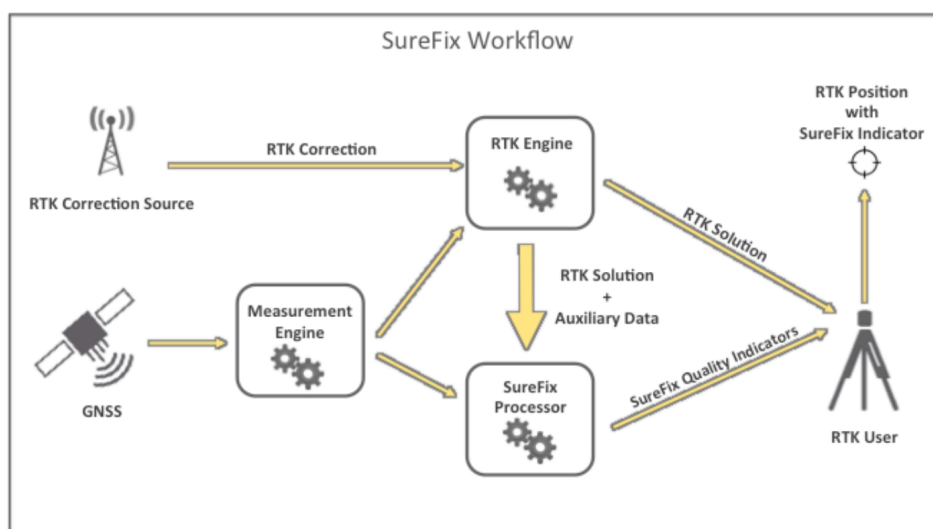 SureFix Workflow
RTK Position
with
SureFix Indicator
RTK Correction
RTK Engine
RTK Correction Source
RTK Solution
RTK Solution
+
Auxiliary Data
Measurement
Engine
SureFix Quality Indicators
SureFix
Processor
GNSS
RTK User